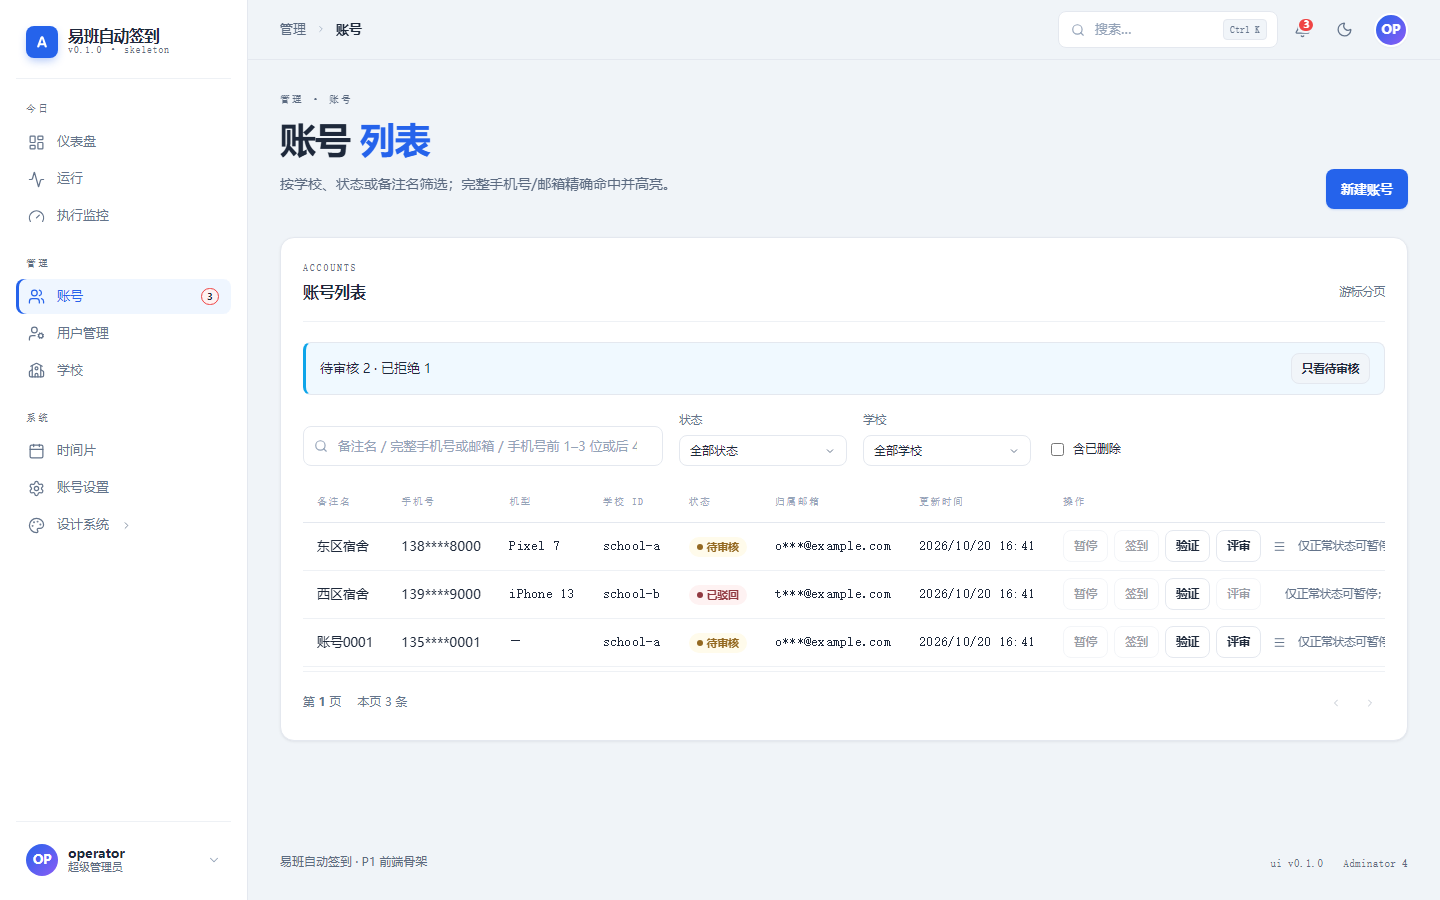 A
易班自动签到
v0.1.0 • skeleton
今日
仪表盘
运行
执行监控
管理
账号
3
用户管理
学校
系统
时间片
账号设置
设计系统
OP
operator
超级管理员
管理 > 账号
搜索...
Ctrl K
3
OP
管理 • 账号
账号 列表
按学校、状态或备注名筛选；完整手机号/邮箱精确命中并高亮。
新建账号
ACCOUNTS
账号列表
游标分页
待审核 2 · 已拒绝 1
只看待审核
状态
学校
备注名 / 完整手机号或邮箱 / 手机号前 1–3 位或后
全部状态
全部学校
含已删除
备注名 手机号 机型 学校 ID 状态 归属邮箱 更新时间 操作
东区宿舍 138****8000 Pixel 7 school-a 待审核 o***@example.com 2026/10/20 16:41 暂停 签到 验证 评审 仅正常状态可暂停
西区宿舍 139****9000 iPhone 13 school-b 已驳回 t***@example.com 2026/10/20 16:41 暂停 签到 验证 评审 仅正常状态可暂停;
账号0001 135****0001 — school-a 待审核 o***@example.com 2026/10/20 16:41 暂停 签到 验证 评审 仅正常状态可暂停
第 1 页 本页 3 条
易班自动签到 · P1 前端骨架
ui v0.1.0 Adminator 4